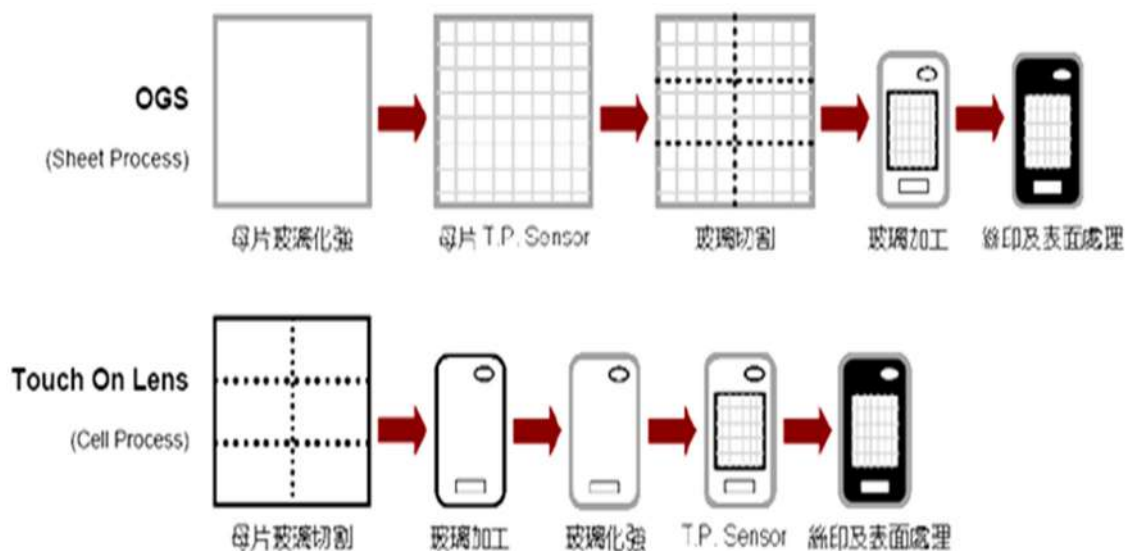 OGS
(Sheet Process)
母片玻璃化強
母片 T.P. Sensor
玻璃切割
玻璃加工
絲印及表面處理
Touch On Lens
(Cell Process)
母片玻璃切割
玻璃加工
玻璃化強
T.P. Sensor
絲印及表面處理